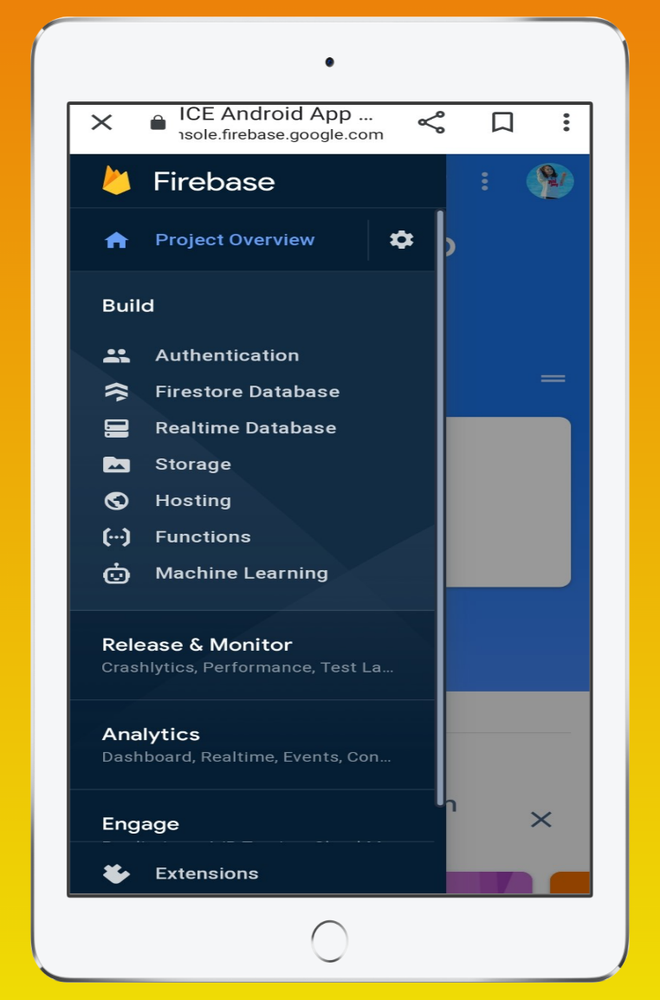 ICE Android App ...
nsole.firebase.google.com
Firebase
Project Overview
Build
Authentication
Firestore Database
Realtime Database
Storage
Hosting
Functions
Machine Learning
Release & Monitor
Crashlytics, Performance, Test La...
Analytics
Dashboard, Realtime, Events, Con...
Engage
Extensions